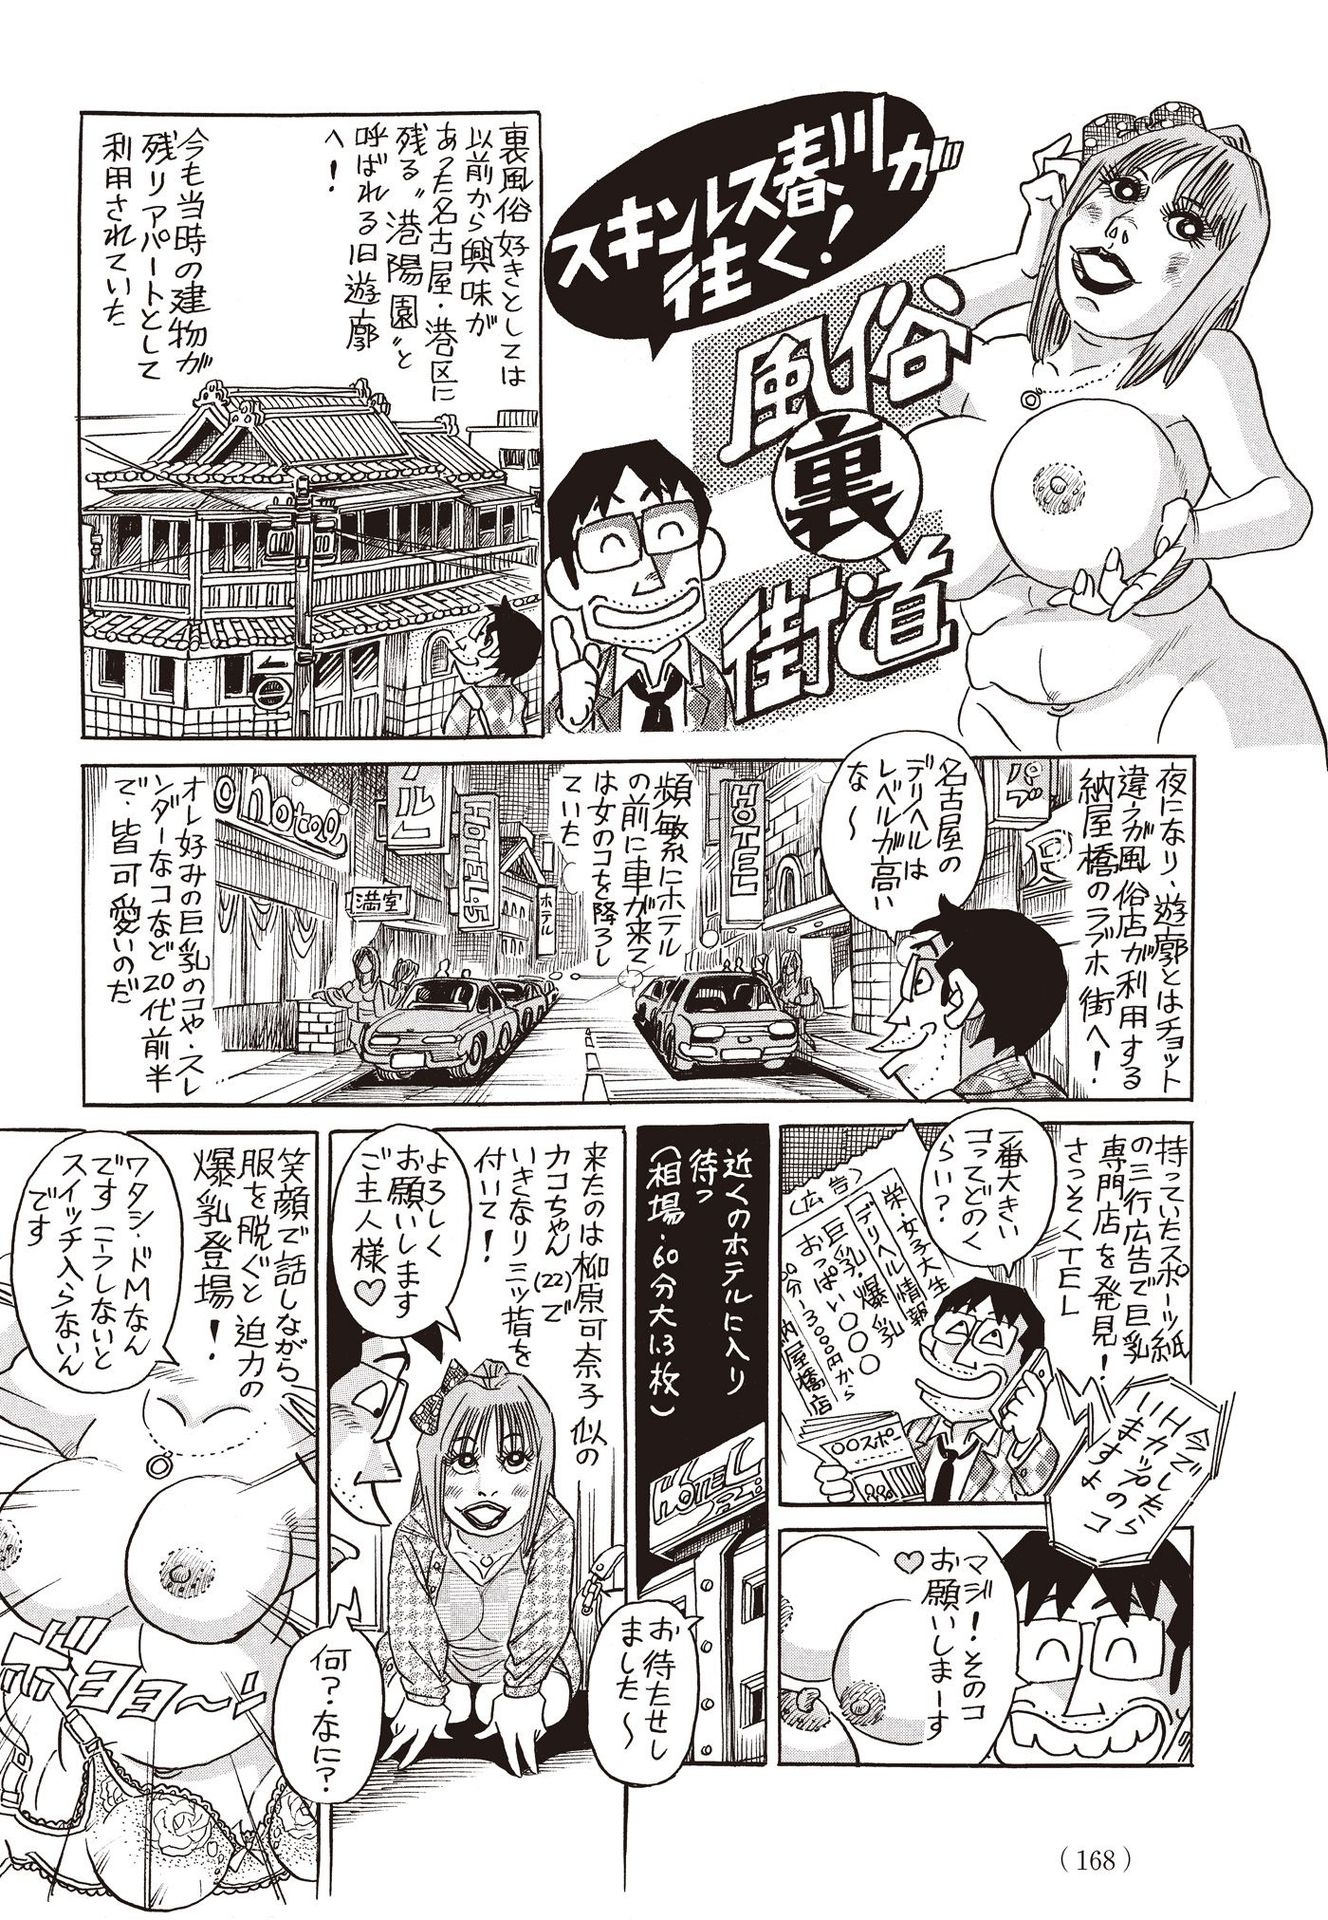 スキンレス春川が
往く!
風俗
裏
街道
裏風俗好きとしては
以前から興味が
あった名古屋・港区に
残る〝港陽園〟と
呼ばれる旧遊廓
へ!
今も当時の建物が
残りアパートとして
利用されていた
夜になり、遊廓とはチョット
違うが風俗店が利用する
納屋橋のラブホ街へ!
名古屋の
デリヘルは
レベルが高い
な〜
頻繁にホテル
の前に車が来て
は女のコを降ろし
ていた
オレ好みの巨乳のコや、スレ
ンダーなコなど20代前半
で、皆可愛いのだ
HOTEL
ホテル
HOTEL.5
満室
持っていたスポーツ紙
の三行広告で巨乳
専門店を発見!
さっそくTEL
一番大きい
コってどのく
らい?
(広告)
栄・女子大生
デリヘル情報
巨乳・爆乳
おっぱい〇〇〇
納屋橋店
〇〇スポ
でしたら
Hカップのコ
いますよ
マジ!そのコ
お願いしまーす
♡
近くのホテルに入り
待つ
(相場・60分大1.3枚)
HOTEL
お待たせし
ました〜
来たのは柳原可奈子似の
カコちゃん(22)で
いきなり三ッ指を
付いて!
よろしく
お願いします
ご主人様♡
何?・なに?
笑顔で話しながら
服を脱ぐと迫力の
爆乳登場!
ワタシ・ドMなん
です こうしないと
スイッチ入らないん
です
ボヨヨ〜ン
(168)